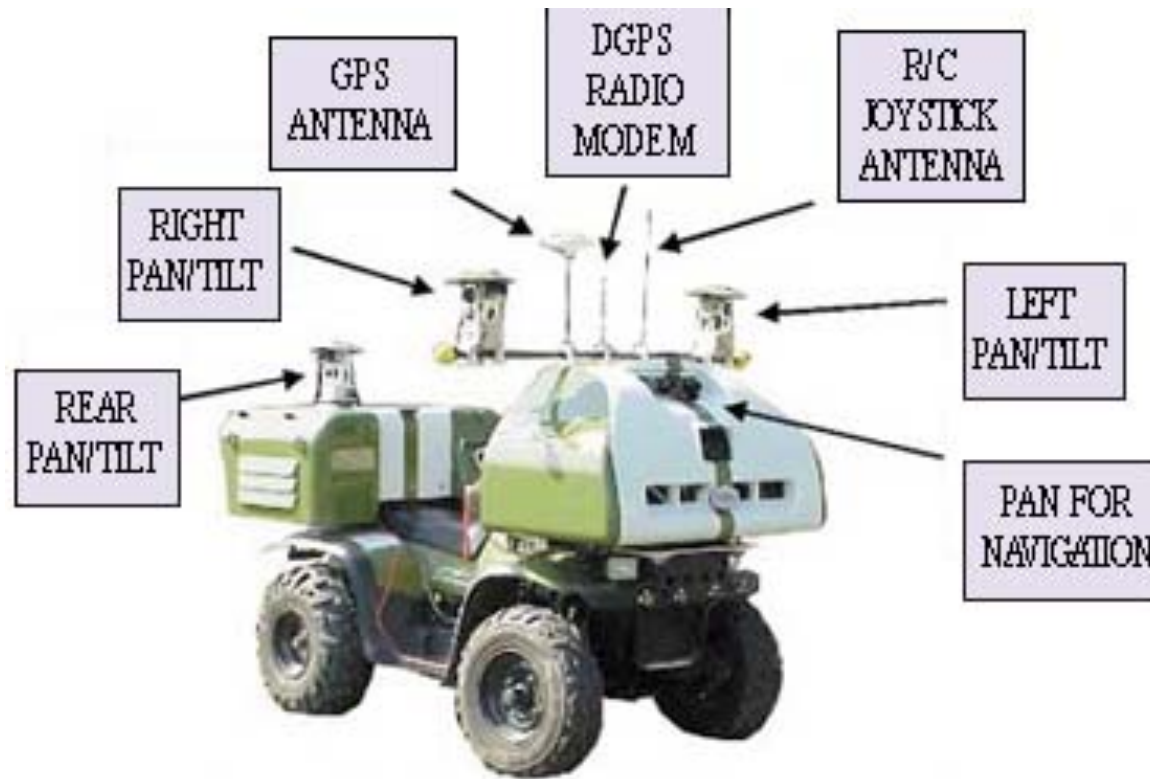 GPS
ANTENNA
DGPS
RADIO
MODEM
R/C
JOYSTICK
ANTENNA
RIGHT
PAN/TILT
LEFT
PAN/TILT
REAR
PAN/TILT
PAN FOR
NAVIGATION